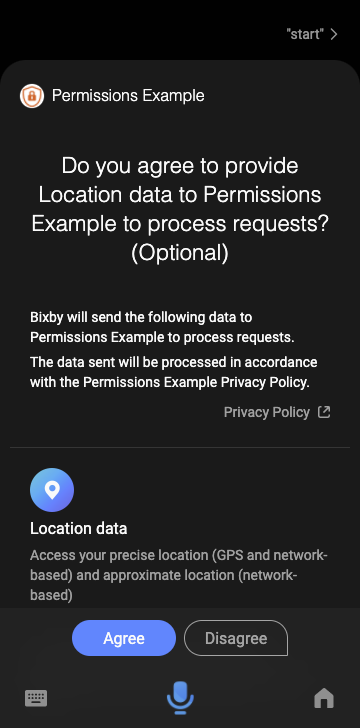 "start"
Permissions Example
Do you agree to provide
Location data to Permissions
Example to process requests?
(Optional)
Bixby will send the following data to
Permissions Example to process requests.
The data sent will be processed in accordance
with the Permissions Example Privacy Policy.
Privacy Policy
Location data
Access your precise location (GPS and network-
based) and approximate location (network-
based)
Agree
Disagree